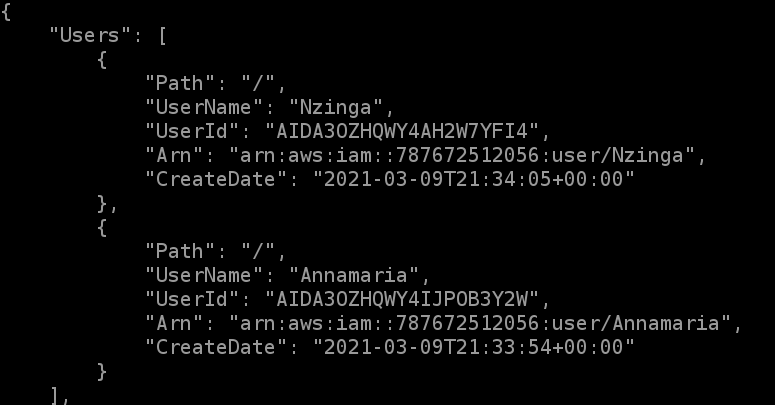 {
    "Users": [
        {
            "Path": "/",
            "UserName": "Nzinga",
            "UserId": "AIDA3OZHQWY4AH2W7YFI4",
            "Arn": "arn:aws:iam::787672512056:user/Nzinga",
            "CreateDate": "2021-03-09T21:34:05+00:00"
        },
        {
            "Path": "/",
            "UserName": "Annamaria",
            "UserId": "AIDA3OZHQWY4IJPOB3Y2W",
            "Arn": "arn:aws:iam::787672512056:user/Annamaria",
            "CreateDate": "2021-03-09T21:33:54+00:00"
        }
    ],